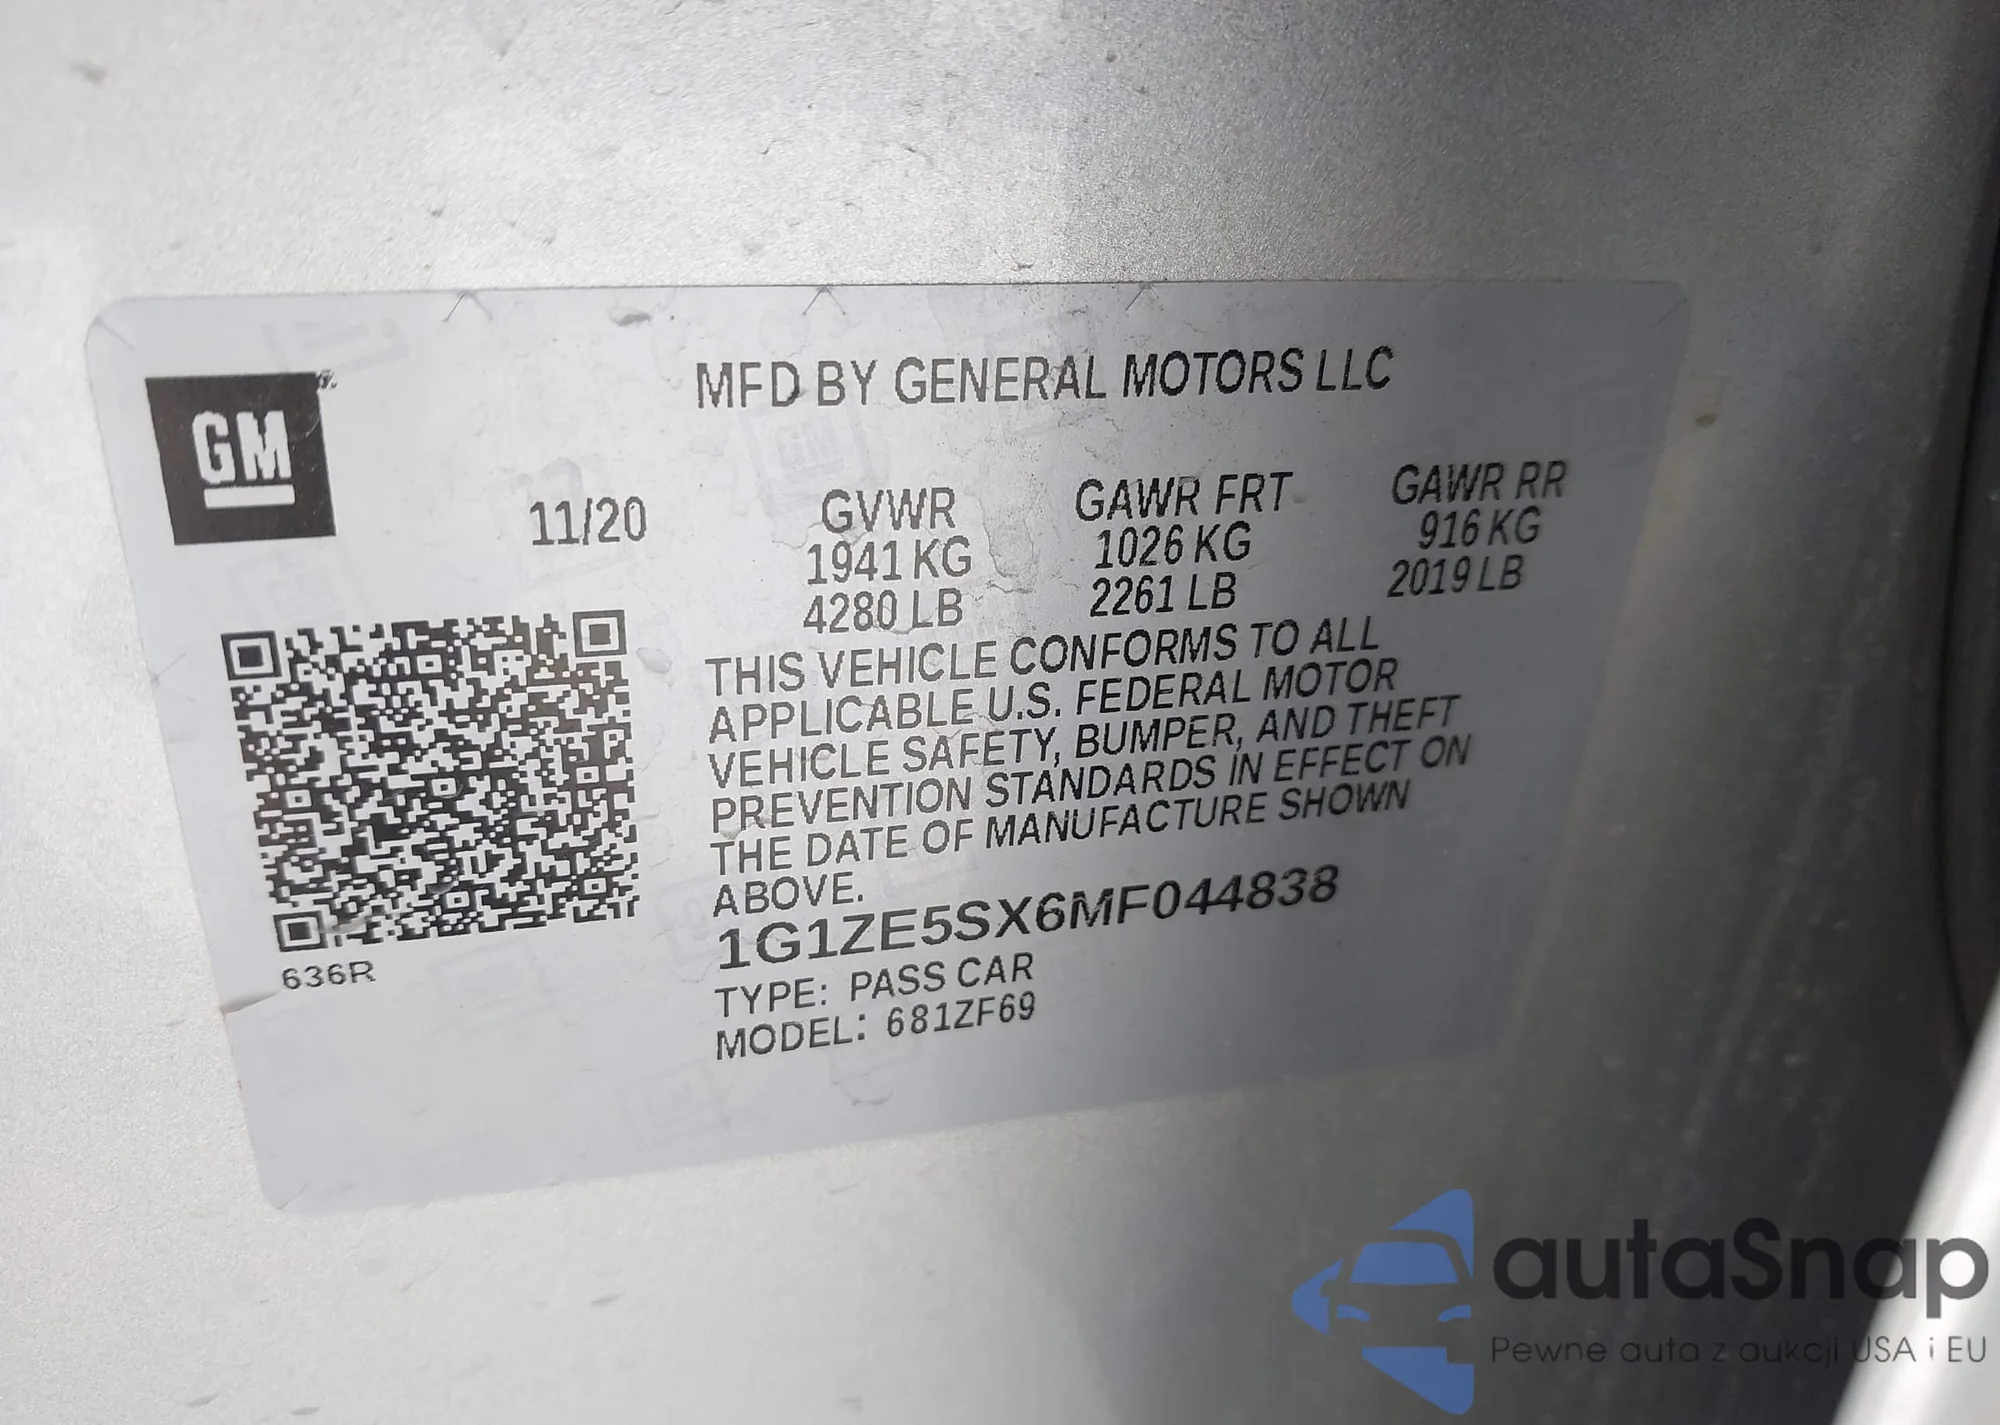 GM
MFD BY GENERAL MOTORS LLC
11/20
GVWR
1941 KG
4280 LB
GAWR FRT
1026 KG
2261 LB
GAWR RR
916 KG
2019 LB
THIS VEHICLE CONFORMS TO ALL
APPLICABLE U.S. FEDERAL MOTOR
VEHICLE SAFETY, BUMPER, AND THEFT
PREVENTION STANDARDS IN EFFECT ON
THE DATE OF MANUFACTURE SHOWN
ABOVE.
1G1ZE5SX6MF044838
TYPE: PASS CAR
MODEL: 681ZF69
636R
autaSnap
Pewne auta z aukcji USA i EU